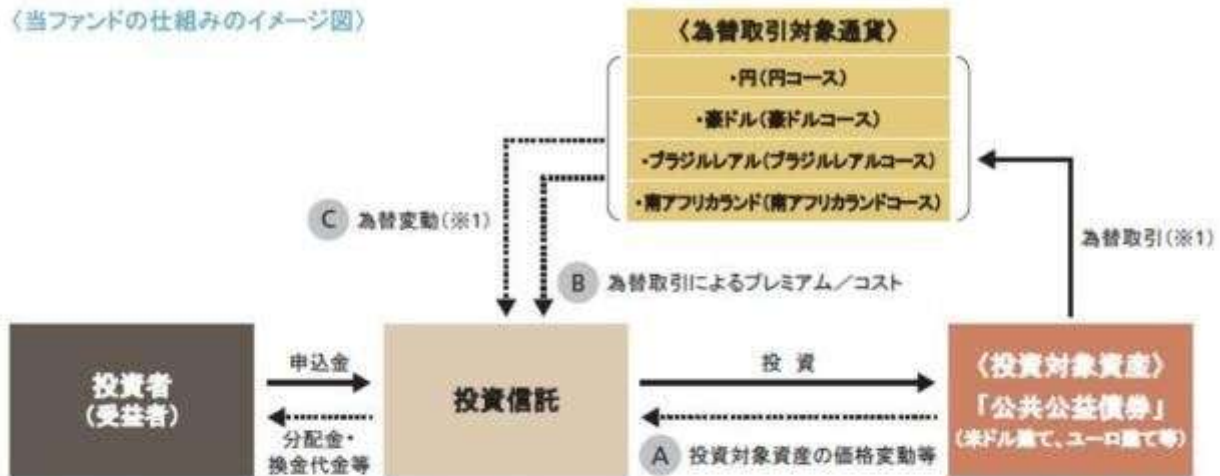 〈当ファンドの仕組みのイメージ図〉
〈為替取引対象通貨〉
・円(円コース)
・豪ドル(豪ドルコース)
・ブラジルレアル(ブラジルレアルコース)
・南アフリカランド(南アフリカランドコース)
C 為替変動(※1)
為替取引(※1)
B 為替取引によるプレミアム／コスト
投資者
(受益者)
申込金
分配金・
換金代金等
投資信託
投 資
A 投資対象資産の価格変動等
〈投資対象資産〉
「公共公益債券」
(米ドル建て、ユーロ建て等)